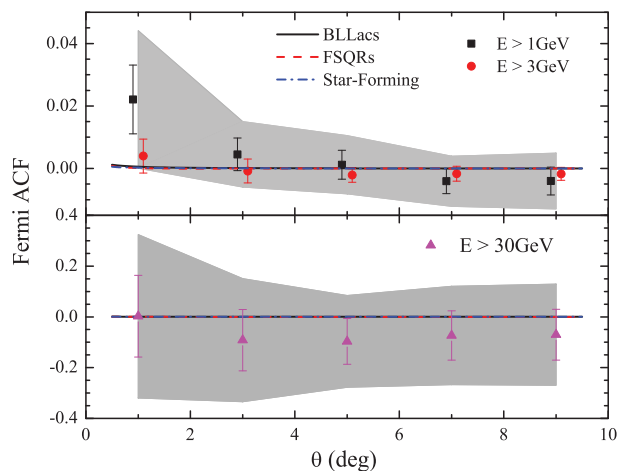 BLLacs
FSQRs
Star-Forming
E > 1GeV
E > 3GeV
0.04
0.02
0.00
0.4
E > 30GeV
0.2
0.0
-0.2
-0.4
0 2 4 6 8 10
θ (deg)
Fermi ACF